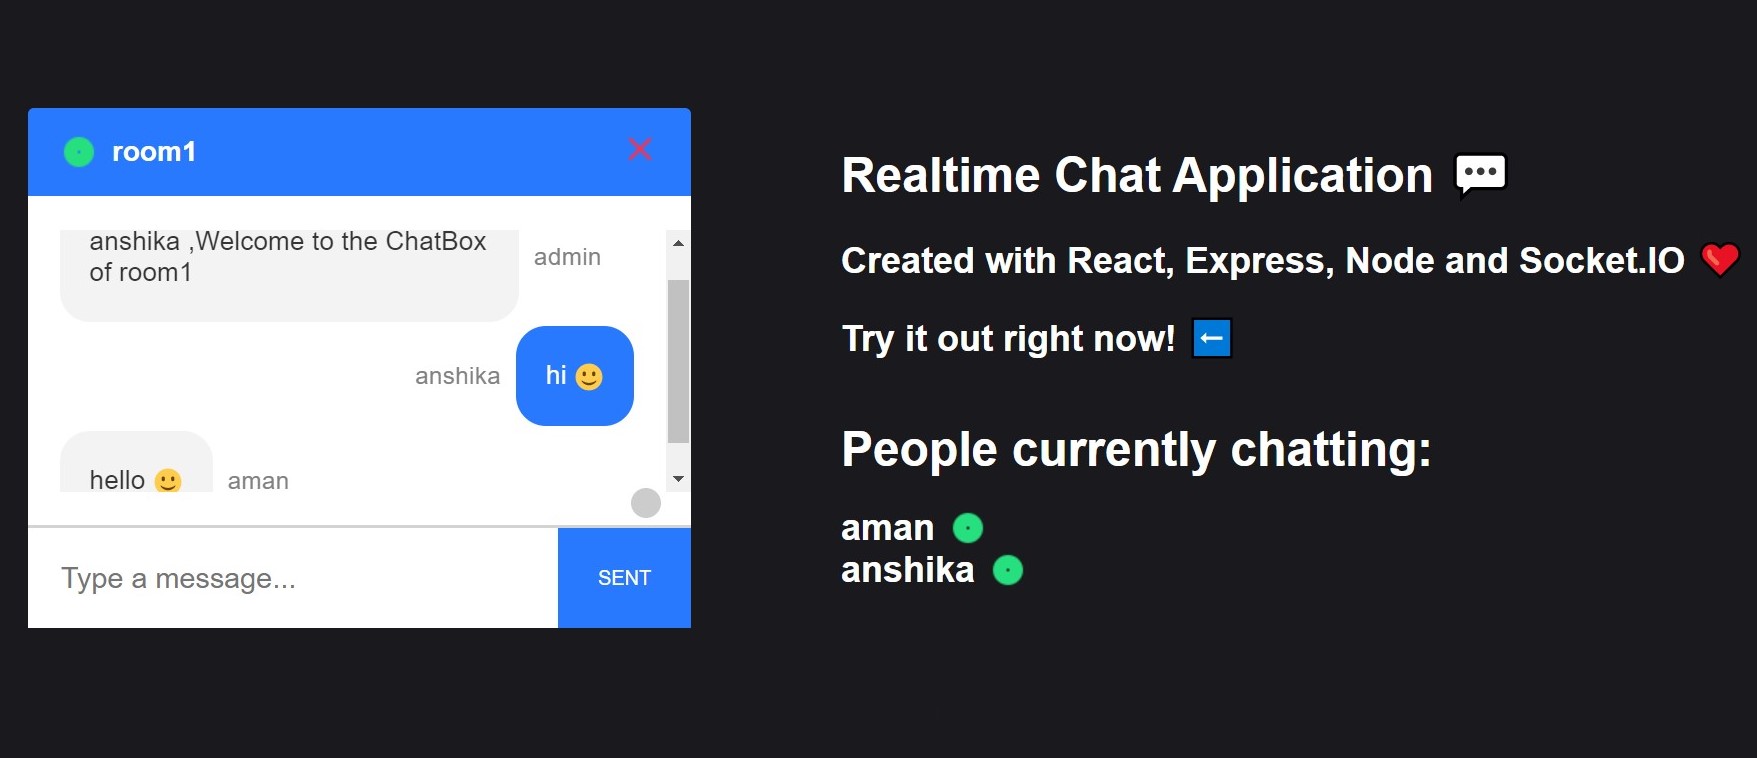 room1
anshika ,Welcome to the ChatBox
of room1
admin
anshika
hi 🙂
hello 🙂
aman
Type a message...
SENT
Realtime Chat Application 💬
Created with React, Express, Node and Socket.IO ❤️
Try it out right now! ⬅️
People currently chatting:
aman
anshika